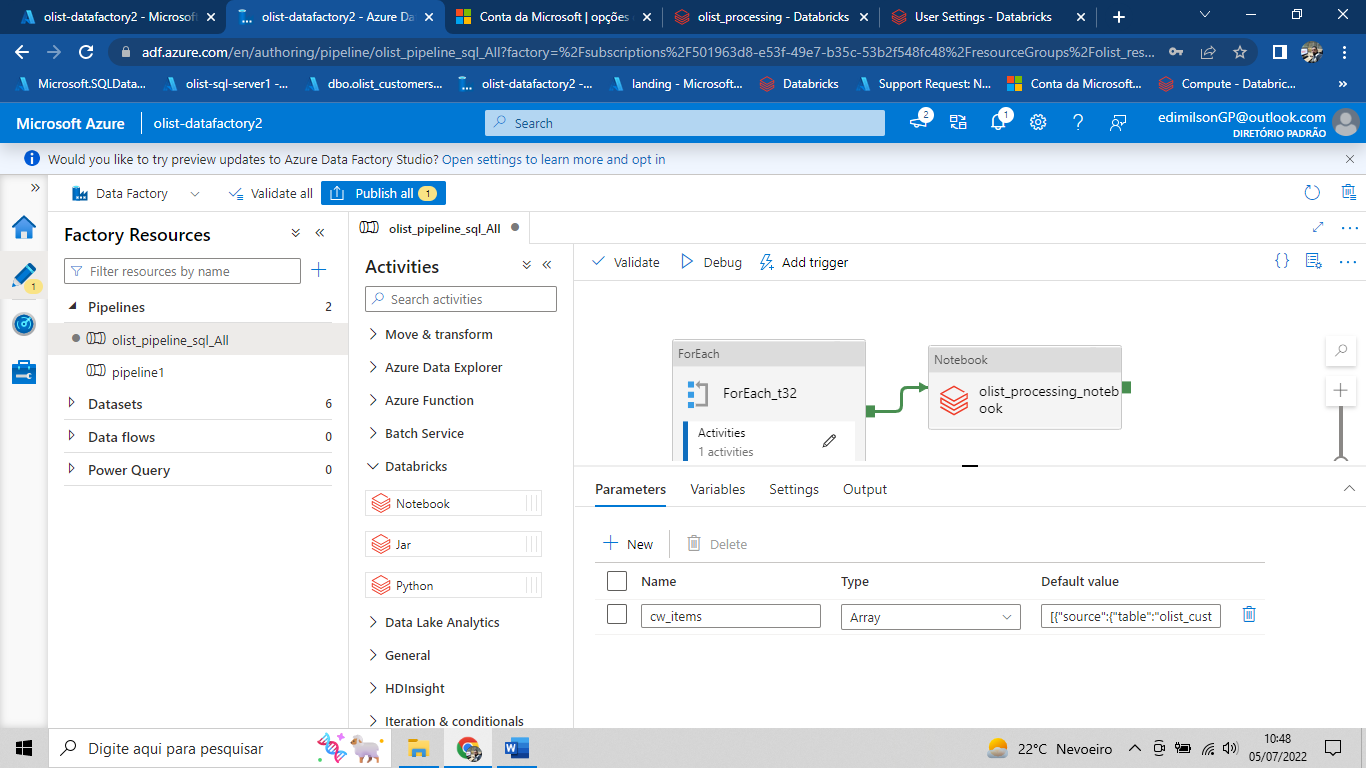 olist-datafactory2 - Microsoft
olist-datafactory2 - Azure Da
Conta da Microsoft | opções
olist_processing - Databricks
User Settings - Databricks
adf.azure.com/en/authoring/pipeline/olist_pipeline_sql_All?factory=%2Fsubscriptions%2F501963d8-e53f-49e7-b35c-53b2f548fc48%2FresourceGroups%2Folist_res...
Microsoft.SQLData...
olist-sql-server1 -...
dbo.olist_customers...
olist-datafactory2 -...
landing - Microsoft...
Databricks
Support Request: N...
Conta da Microsoft...
Compute - Databric...
»
Microsoft Azure
olist-datafactory2
Search
2
1
edimilsonGP@outlook.com
DIRETÓRIO PADRÃO
Would you like to try preview updates to Azure Data Factory Studio? Open settings to learn more and opt in
Data Factory
Validate all
Publish all 1
1
Factory Resources
Filter resources by name
Pipelines 2
olist_pipeline_sql_All
pipeline1
Datasets 6
Data flows 0
Power Query 0
olist_pipeline_sql_All
Activities
Search activities
Move & transform
Azure Data Explorer
Azure Function
Batch Service
Databricks
Notebook
Jar
Python
Data Lake Analytics
General
HDInsight
Iteration & conditionals
Validate
Debug
Add trigger
{}
ForEach
ForEach_t32
Activities
1 activities
Notebook
olist_processing_noteb
ook
Parameters
Variables
Settings
Output
New
Delete
Name
Type
Default value
cw_items
Array
[{"source":{"table":"olist_cust
Digite aqui para pesquisar
22°C Nevoeiro
10:48
05/07/2022